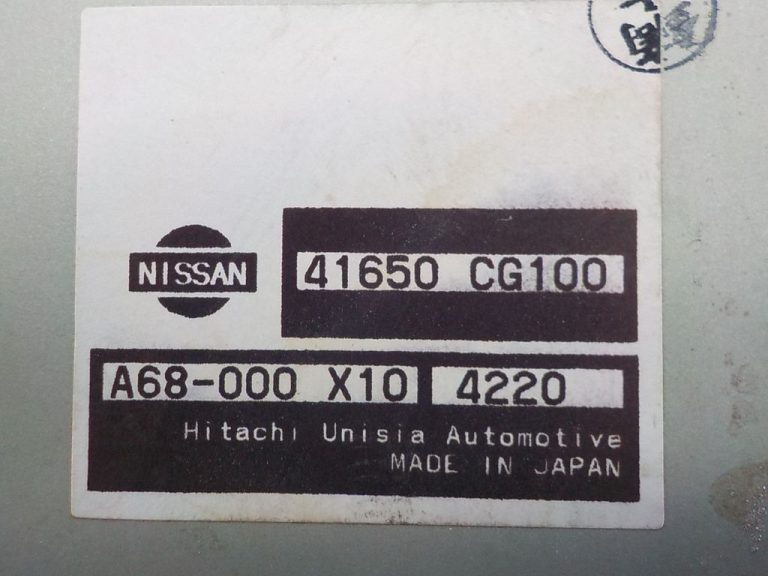 NISSAN
41650 CG100
A68-000 X10 4220
Hitachi Unisia Automotive
MADE IN JAPAN